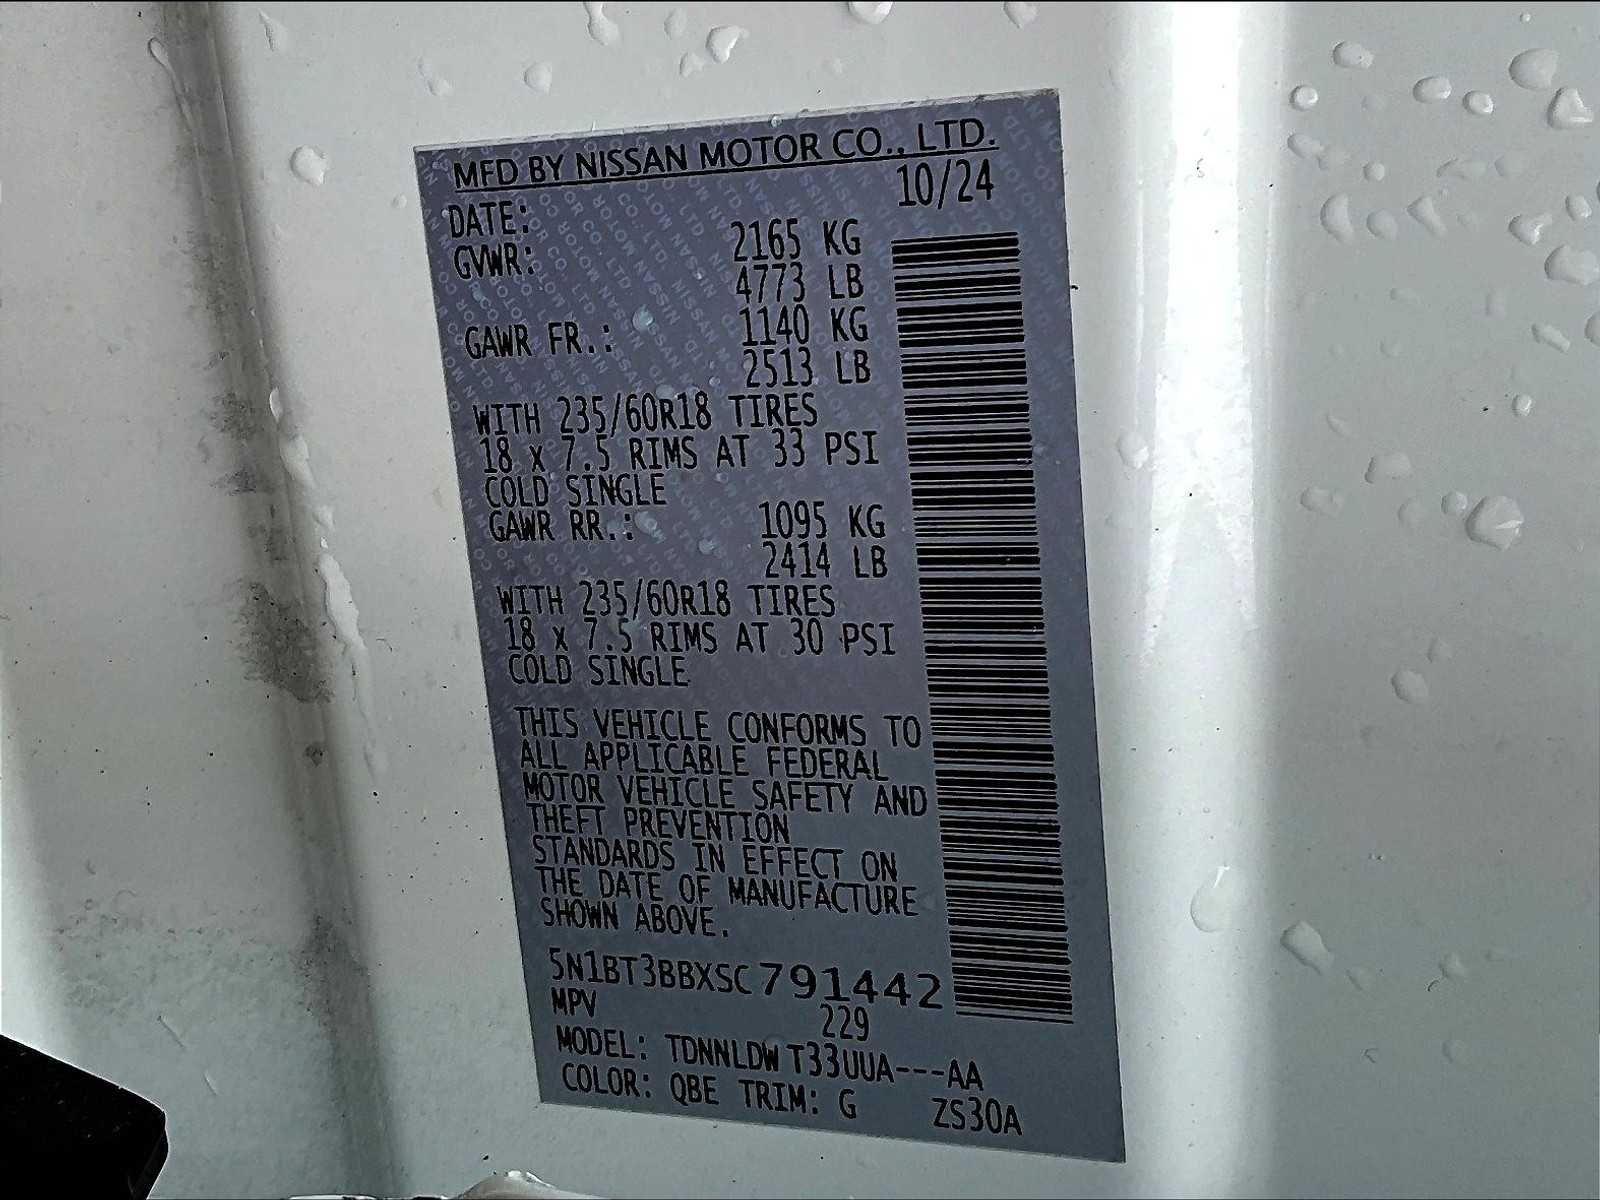 MFD BY NISSAN MOTOR CO., LTD.
DATE: 10/24
GVWR: 2165 KG
4773 LB
GAWR FR.: 1140 KG
2513 LB
WITH 235/60R18 TIRES
18 x 7.5 RIMS AT 33 PSI
COLD SINGLE
GAWR RR.: 1095 KG
2414 LB
WITH 235/60R18 TIRES
18 x 7.5 RIMS AT 30 PSI
COLD SINGLE
THIS VEHICLE CONFORMS TO
ALL APPLICABLE FEDERAL
MOTOR VEHICLE SAFETY AND
THEFT PREVENTION
STANDARDS IN EFFECT ON
THE DATE OF MANUFACTURE
SHOWN ABOVE.
5N1BT3BBXSC791442
MPV 229
MODEL: TDNNLDW T33UUA---AA
COLOR: QBE TRIM: G ZS30A